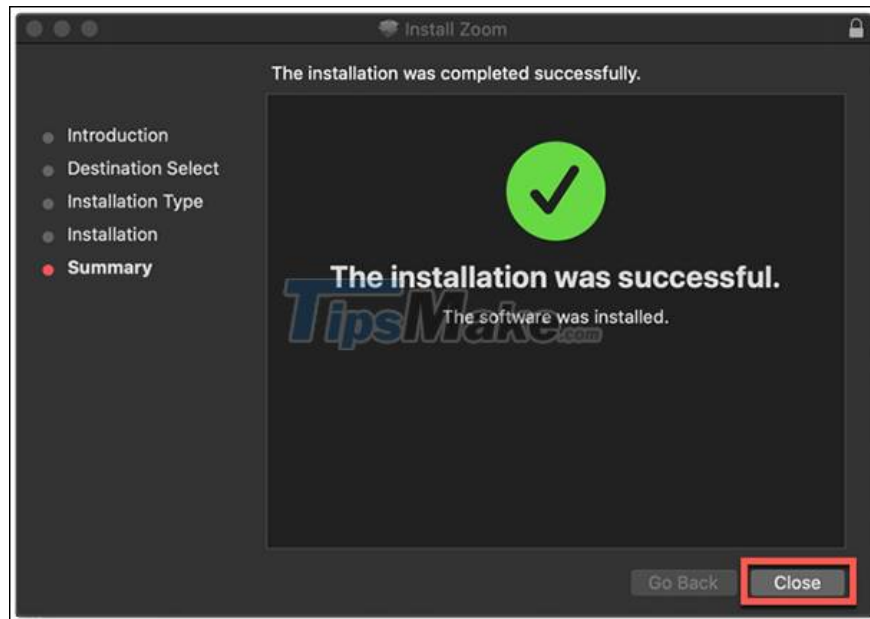 Install Zoom
The installation was completed successfully.
Introduction
Destination Select
Installation Type
Installation
Summary
The installation was successful.
The software was installed.
TipsMake.com
Go Back
Close